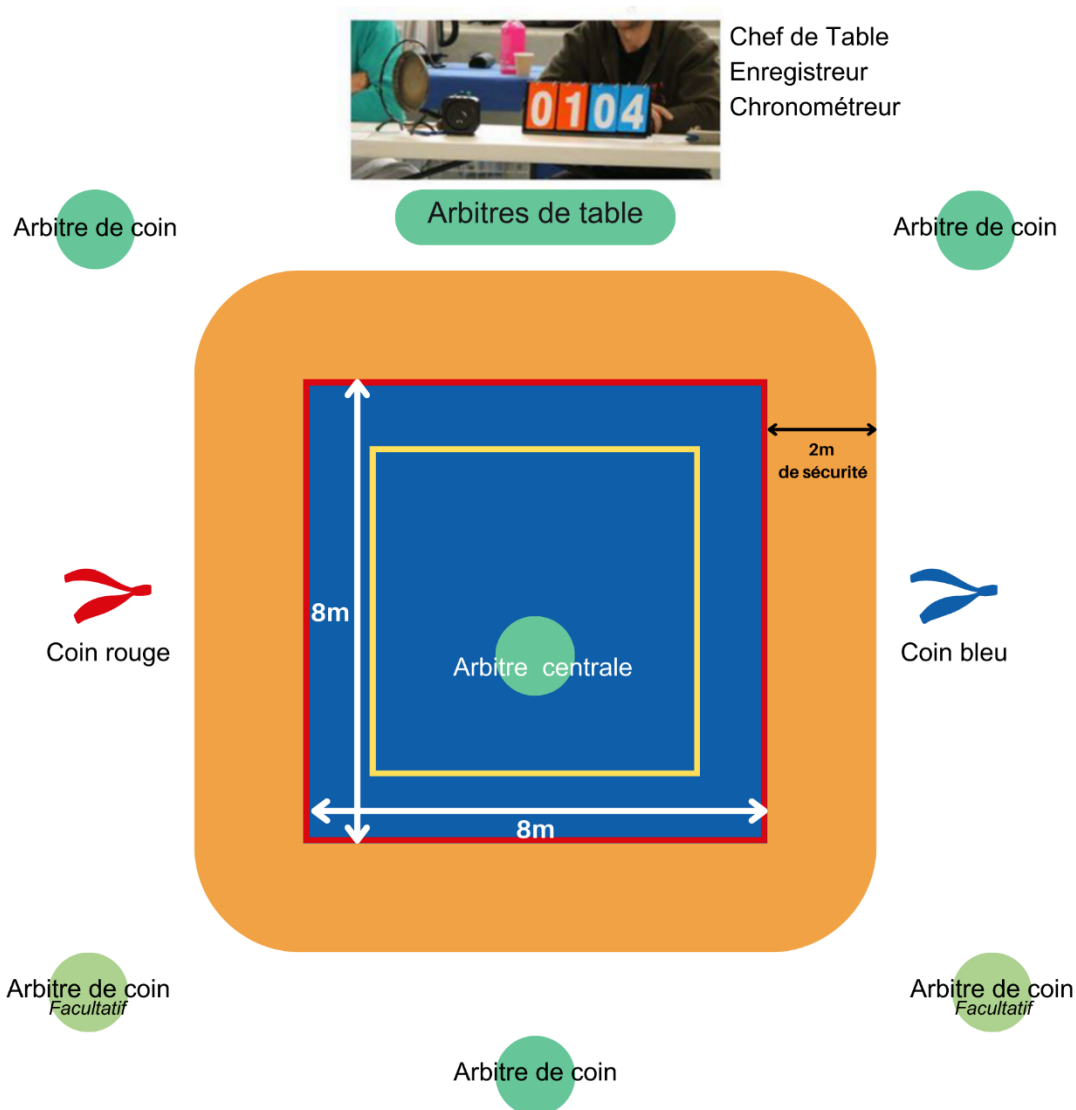 Chef de Table
Enregistreur
Chronométreur
0104
Arbitres de table
Arbitre de coin
Arbitre de coin
2m
de sécurité
8m
Coin rouge
Coin bleu
Arbitre centrale
8m
Arbitre de coin
Facultatif
Arbitre de coin
Facultatif
Arbitre de coin